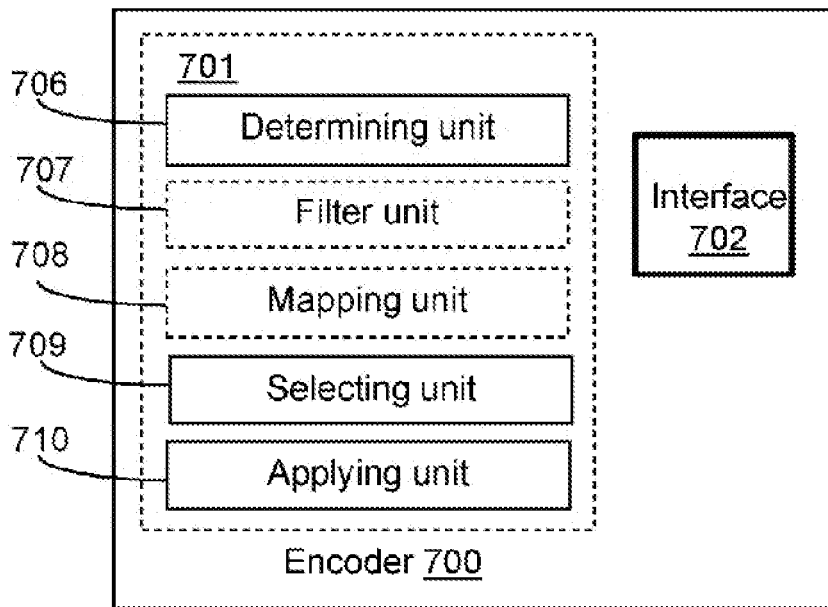 701
706
Determining unit
707
Filter unit
Interface
702
708
Mapping unit
709
Selecting unit
710
Applying unit
Encoder 700